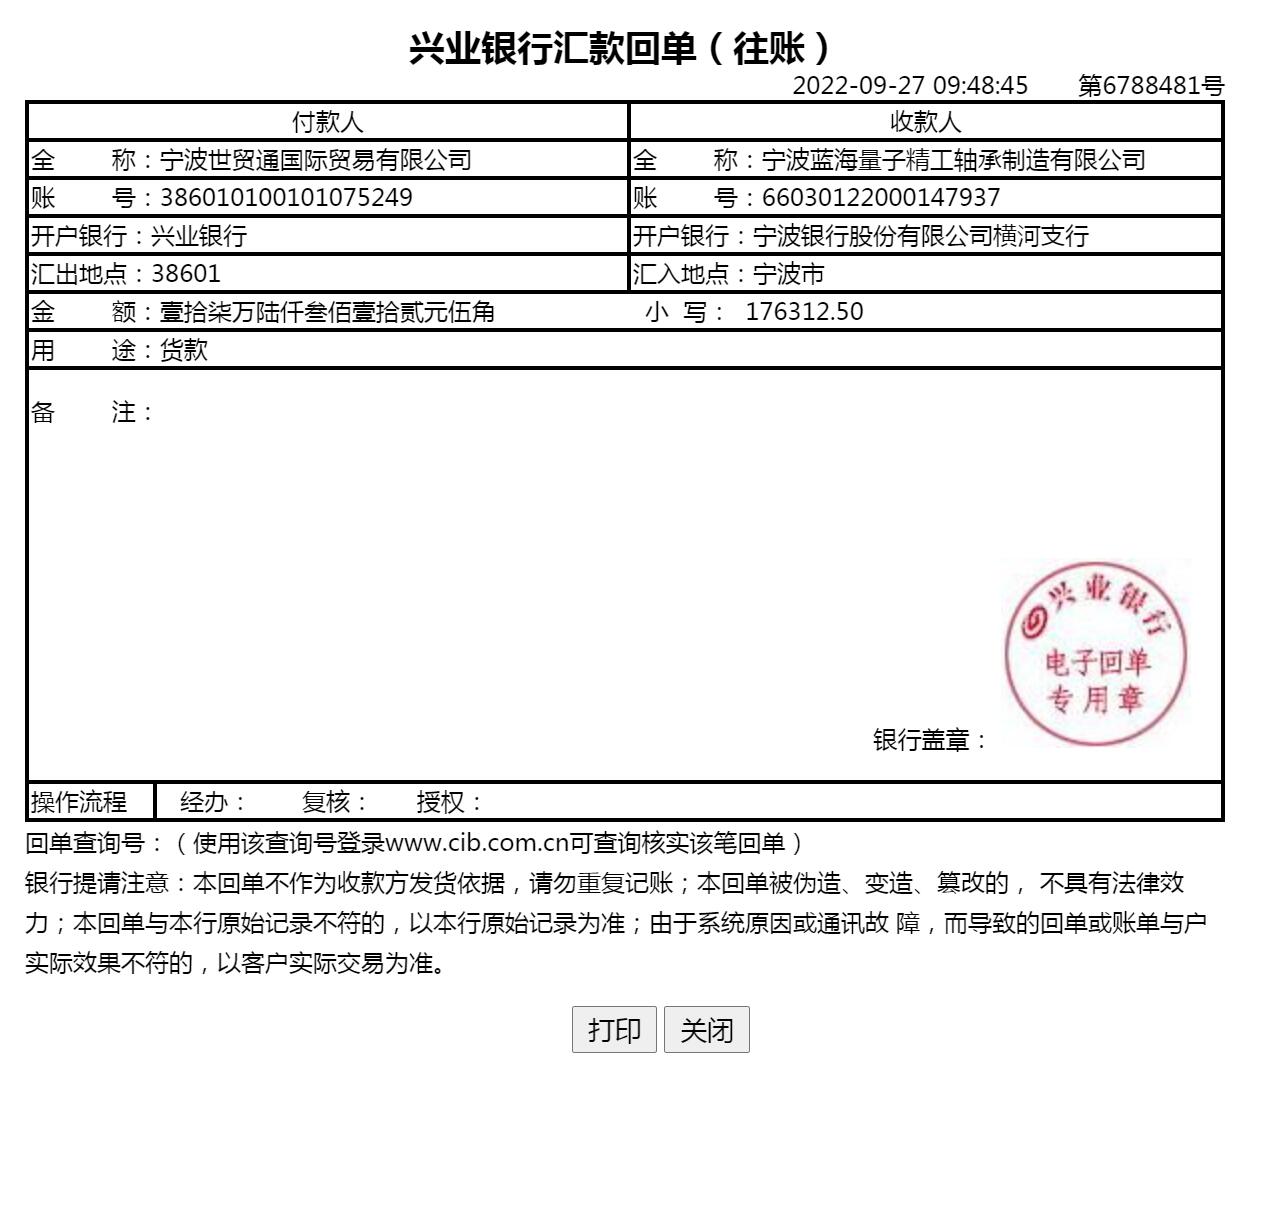 兴业银行汇款回单（往账）
2022-09-27 09:48:45 第6788481号
付款人 收款人
全 称：宁波世贸通国际贸易有限公司 全 称：宁波蓝海量子精工轴承制造有限公司
账 号：386010100101075249 账 号：66030122000147937
开户银行：兴业银行 开户银行：宁波银行股份有限公司横河支行
汇出地点：38601 汇入地点：宁波市
金 额：壹拾柒万陆仟叁佰壹拾贰元伍角 小 写： 176312.50
用 途：货款
备 注：
兴业银行
电子回单
专用章
银行盖章：
操作流程 经办： 复核： 授权：
回单查询号：（使用该查询号登录www.cib.com.cn可查询核实该笔回单）
银行提请注意：本回单不作为收款方发货依据，请勿重复记账；本回单被伪造、变造、篡改的， 不具有法律效
力；本回单与本行原始记录不符的，以本行原始记录为准；由于系统原因或通讯故 障，而导致的回单或账单与户
实际效果不符的，以客户实际交易为准。
打印 关闭